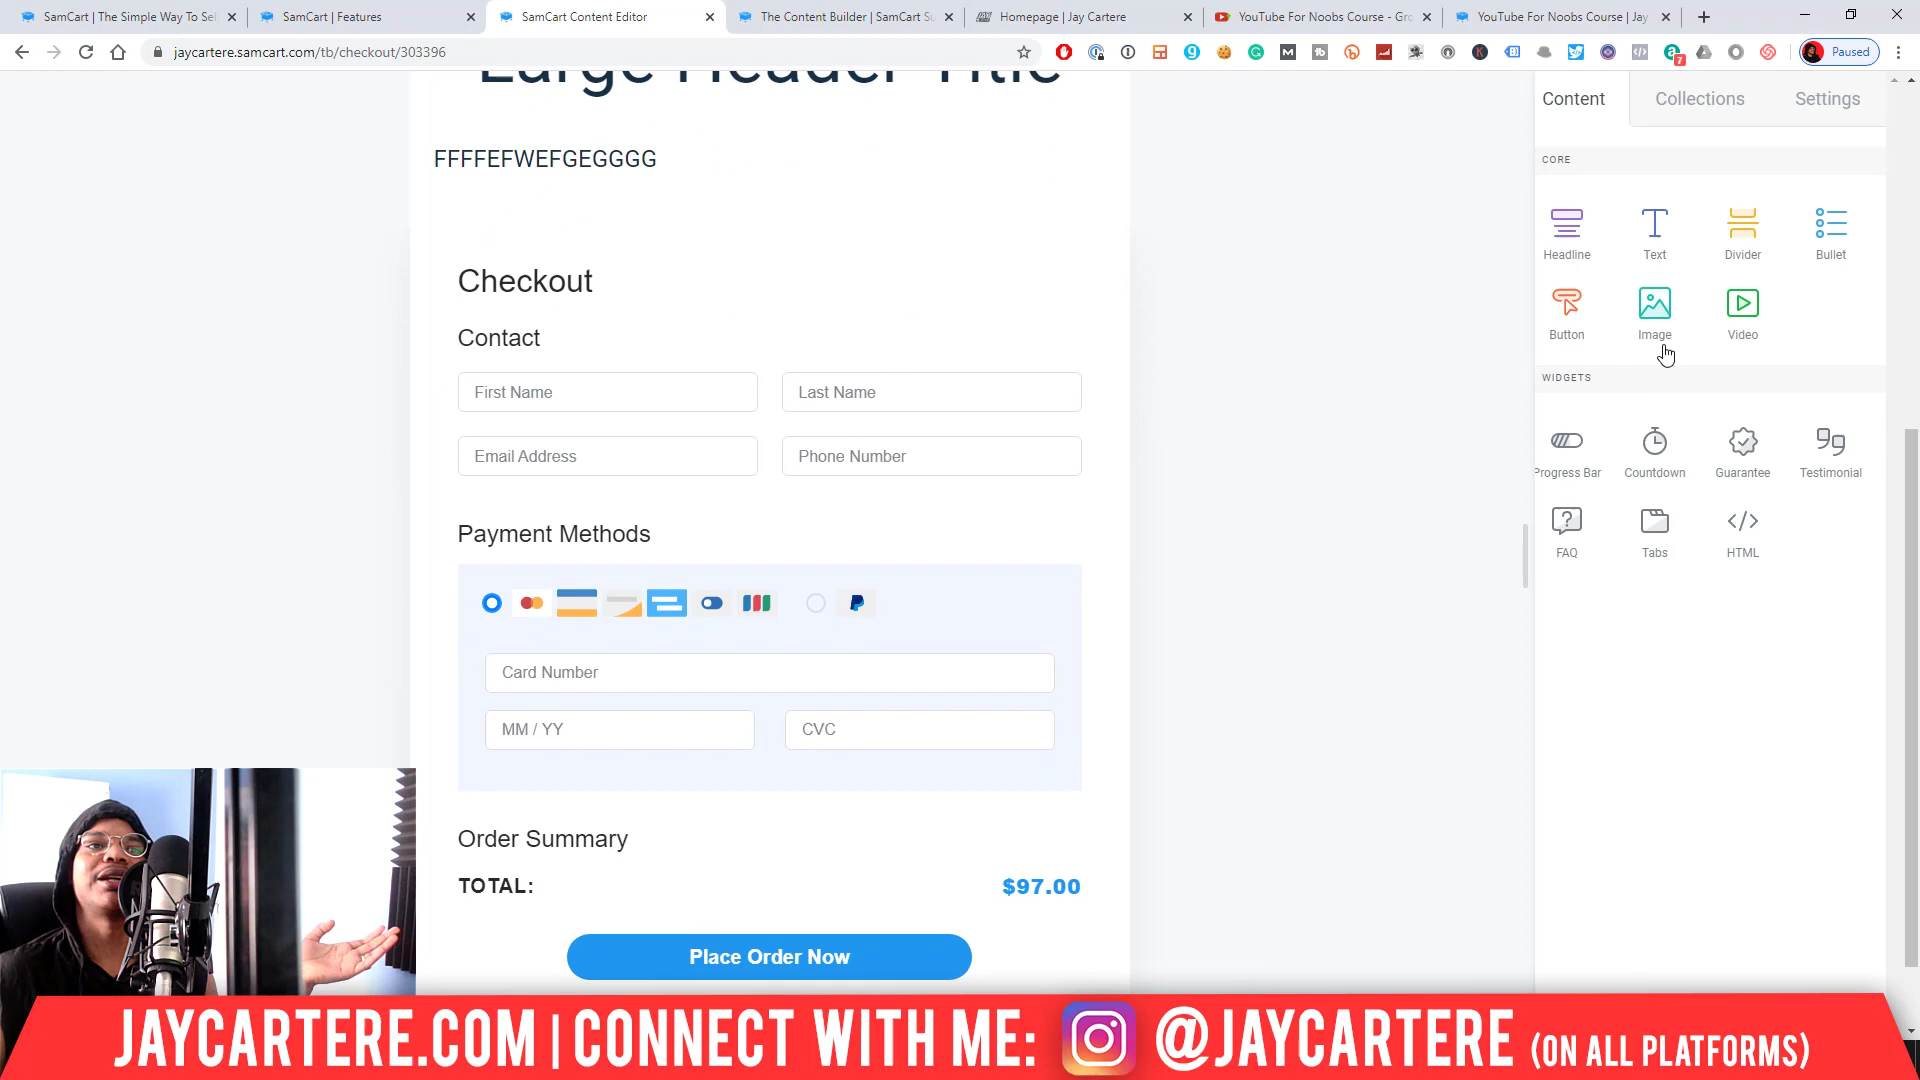 SamCart | The Simple Way To Sel
SamCart | Features
SamCart Content Editor
The Content Builder | SamCart Su
Homepage | Jay Cartere
YouTube For Noobs Course - Gro
YouTube For Noobs Course | Jay
jaycartere.samcart.com/tb/checkout/303396
7
Paused
Large Header Title
FFFFEFWEFGEGGGG
Checkout
Contact
First Name
Last Name
Email Address
Phone Number
Payment Methods
Card Number
MM / YY
CVC
Order Summary
TOTAL:
$97.00
Place Order Now
Content
Collections
Settings
CORE
Headline
Text
Divider
Bullet
Button
Image
Video
WIDGETS
Progress Bar
Countdown
Guarantee
Testimonial
FAQ
Tabs
HTML
JAYCARTERE.COM | CONNECT WITH ME: @JAYCARTERE (ON ALL PLATFORMS)